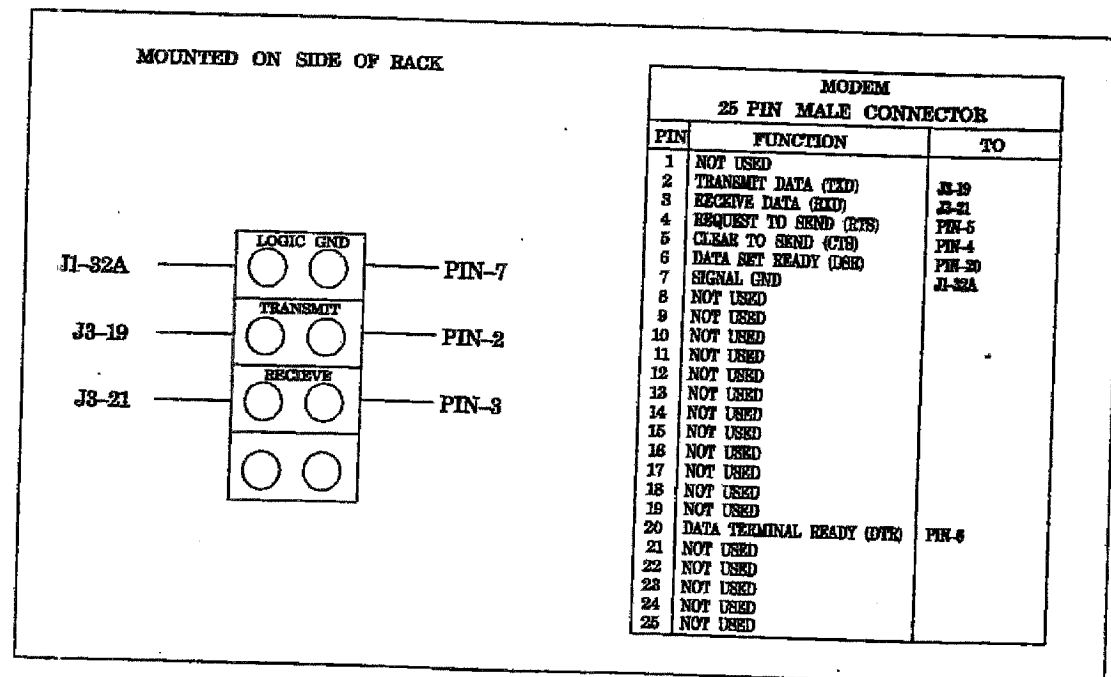 MOUNTED ON SIDE OF RACK
LOGIC GND
J1-32A PIN-7
TRANSMIT
J3-19 PIN-2
RECIEVE
J3-21 PIN-3
MODEM
25 PIN MALE CONNECTOR
PIN FUNCTION TO
1 NOT USED
2 TRANSMIT DATA (TXD) J3-19
3 RECEIVE DATA (RXD) J3-21
4 REQUEST TO SEND (RTS) PIN-5
5 CLEAR TO SEND (CTS) PIN-4
6 DATA SET READY (DSR) PIN-20
7 SIGNAL GND J1-32A
8 NOT USED
9 NOT USED
10 NOT USED
11 NOT USED
12 NOT USED
13 NOT USED
14 NOT USED
15 NOT USED
16 NOT USED
17 NOT USED
18 NOT USED
19 NOT USED
20 DATA TERMINAL READY (DTR) PIN-6
21 NOT USED
22 NOT USED
23 NOT USED
24 NOT USED
25 NOT USED